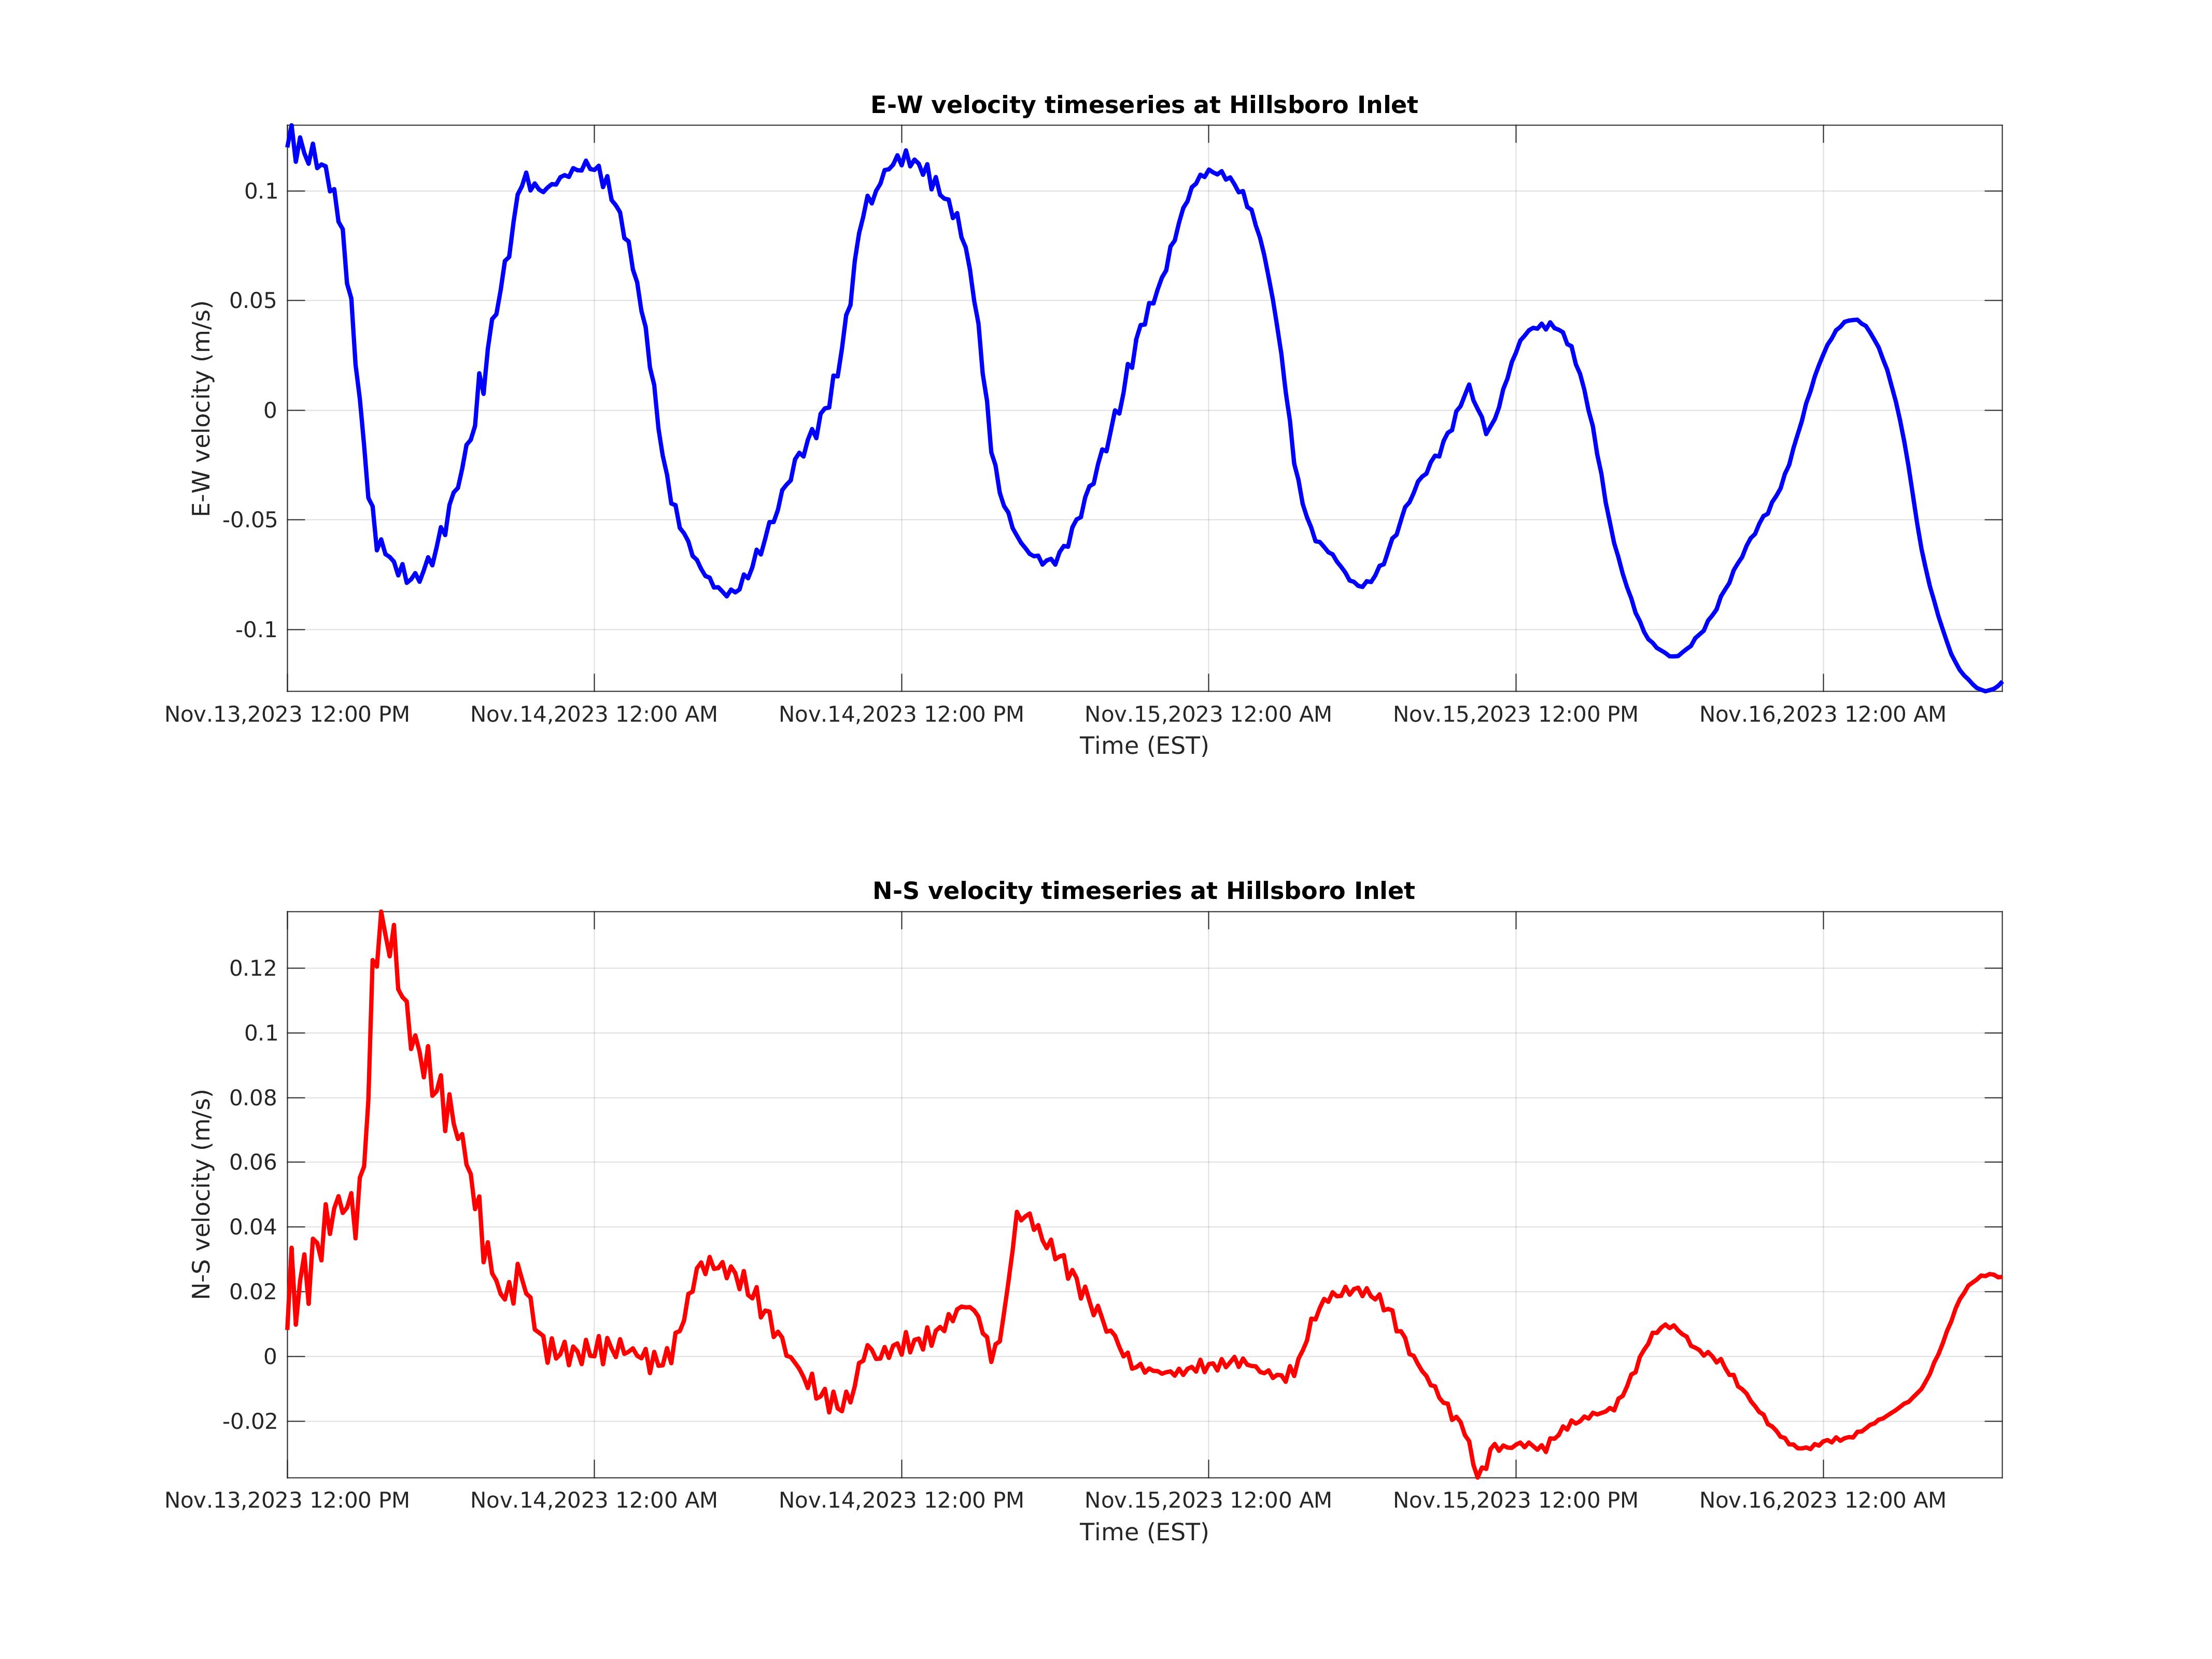 E-W velocity timeseries at Hillsboro Inlet
E-W velocity (m/s)
0.1
0.05
0
-0.05
-0.1
Nov.13,2023 12:00 PM Nov.14,2023 12:00 AM Nov.14,2023 12:00 PM Nov.15,2023 12:00 AM Nov.15,2023 12:00 PM Nov.16,2023 12:00 AM
Time (EST)
N-S velocity timeseries at Hillsboro Inlet
N-S velocity (m/s)
0.12
0.1
0.08
0.06
0.04
0.02
0
-0.02
Nov.13,2023 12:00 PM Nov.14,2023 12:00 AM Nov.14,2023 12:00 PM Nov.15,2023 12:00 AM Nov.15,2023 12:00 PM Nov.16,2023 12:00 AM
Time (EST)